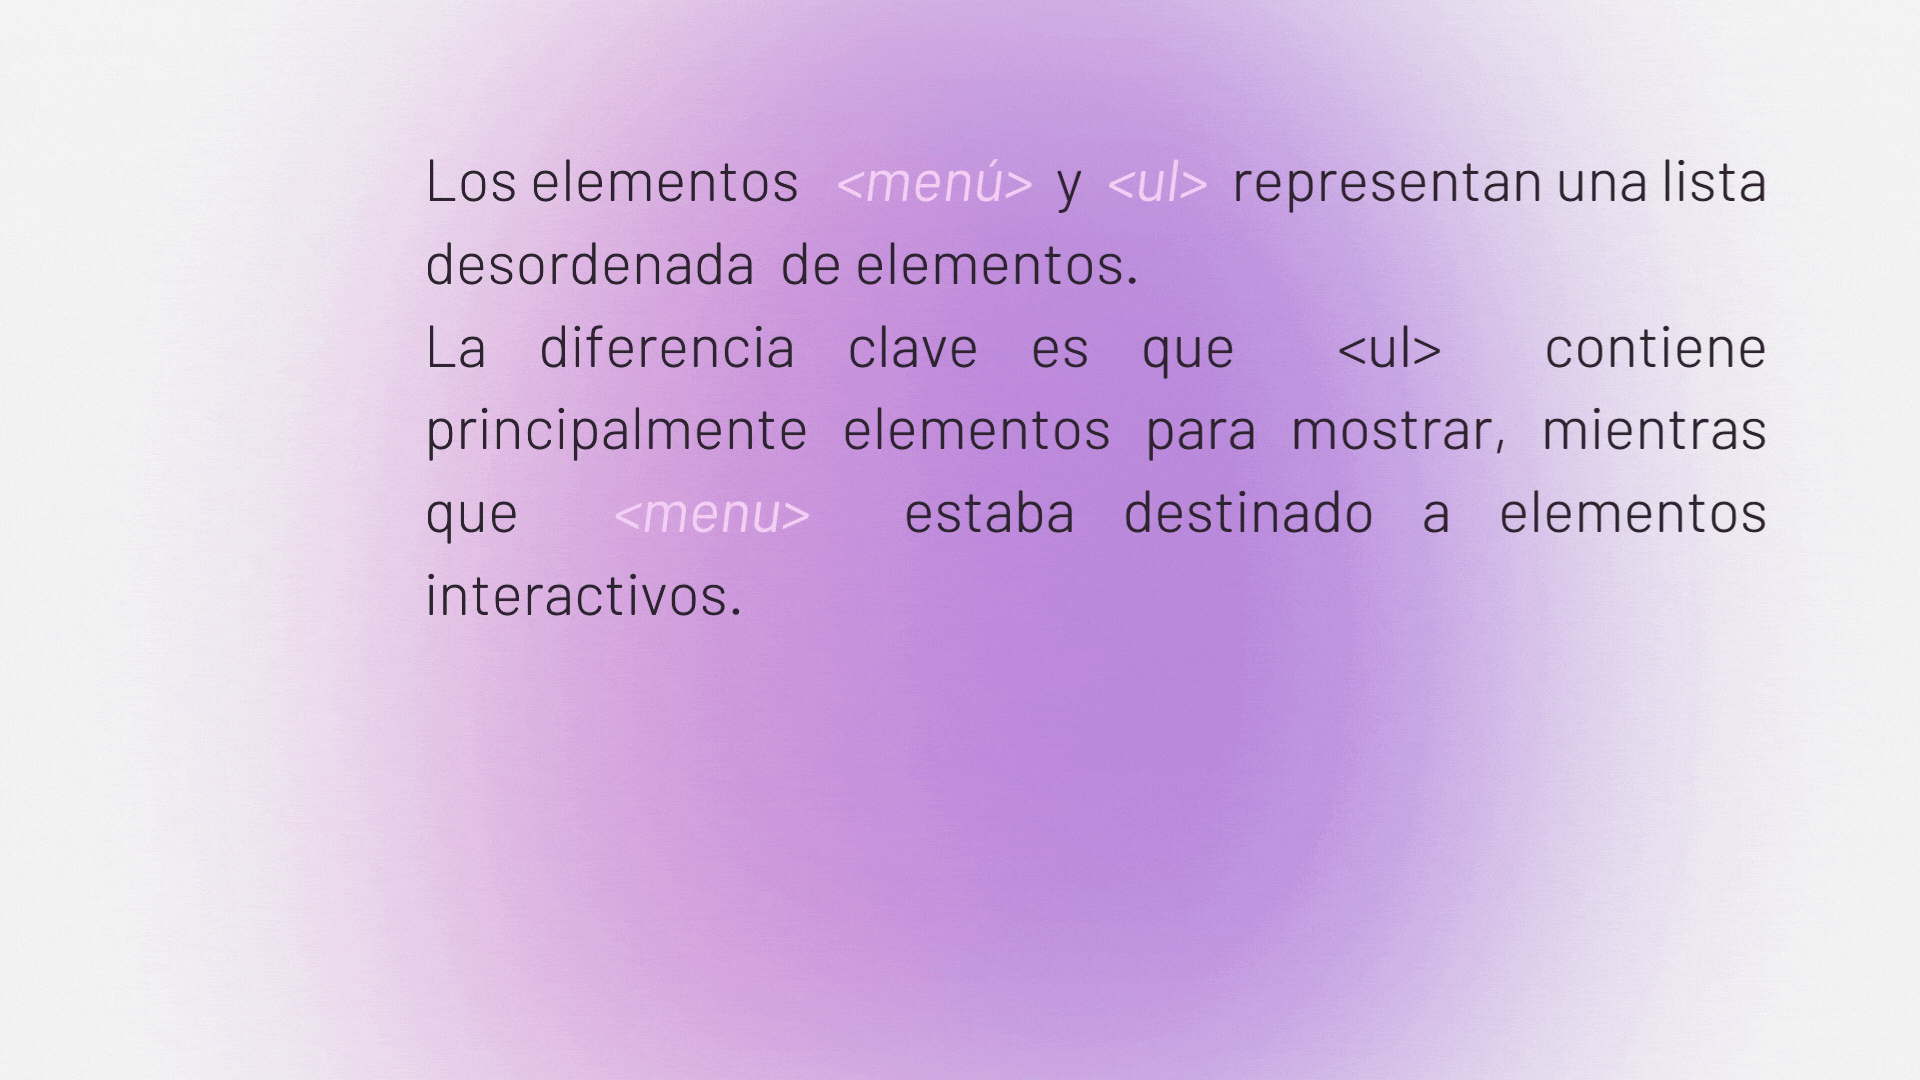 Los elementos <menú> y <ul> representan una lista
desordenada de elementos.
La diferencia clave es que <ul> contiene
principalmente elementos para mostrar, mientras
que <menu> estaba destinado a elementos
interactivos.